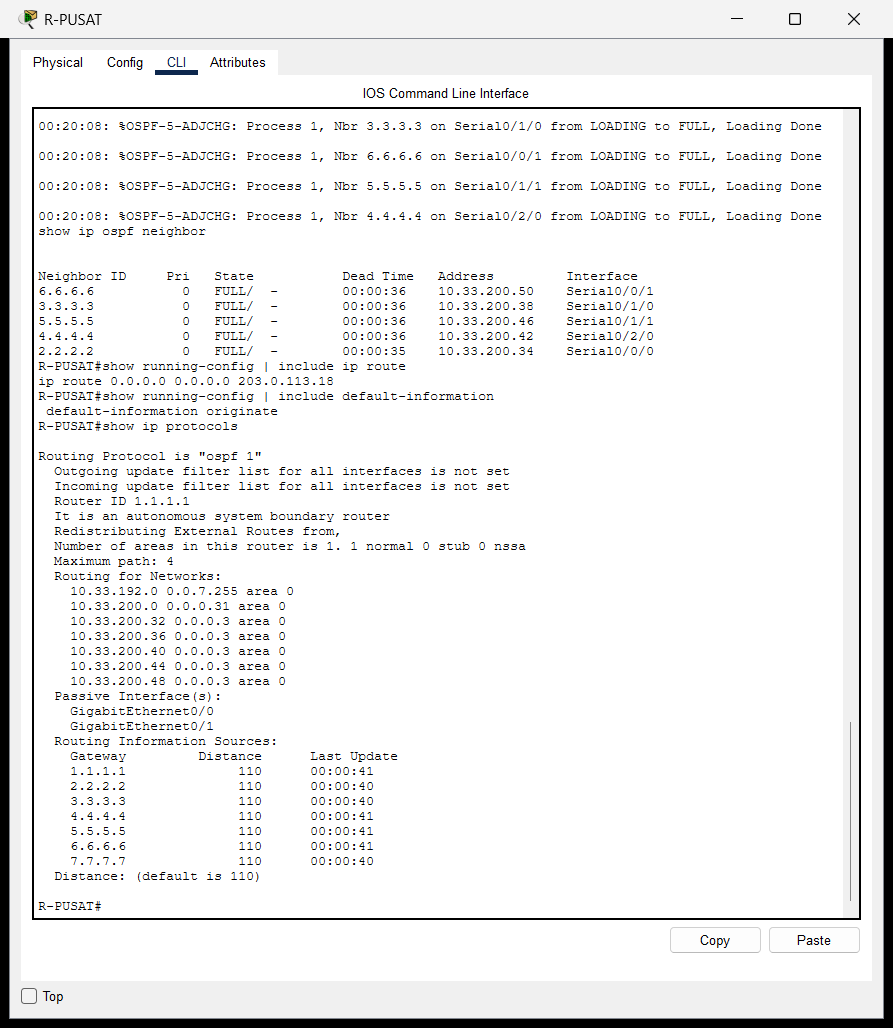 R-PUSAT
Physical Config CLI Attributes
IOS Command Line Interface
00:20:08: %OSPF-5-ADJCHG: Process 1, Nbr 3.3.3.3 on Serial0/1/0 from LOADING to FULL, Loading Done
00:20:08: %OSPF-5-ADJCHG: Process 1, Nbr 6.6.6.6 on Serial0/0/1 from LOADING to FULL, Loading Done
00:20:08: %OSPF-5-ADJCHG: Process 1, Nbr 5.5.5.5 on Serial0/1/1 from LOADING to FULL, Loading Done
00:20:08: %OSPF-5-ADJCHG: Process 1, Nbr 4.4.4.4 on Serial0/2/0 from LOADING to FULL, Loading Done
show ip ospf neighbor
Neighbor ID     Pri   State           Dead Time   Address         Interface
6.6.6.6           0   FULL/  -        00:00:36    10.33.200.50    Serial0/0/1
3.3.3.3           0   FULL/  -        00:00:36    10.33.200.38    Serial0/1/0
5.5.5.5           0   FULL/  -        00:00:36    10.33.200.46    Serial0/1/1
4.4.4.4           0   FULL/  -        00:00:36    10.33.200.42    Serial0/2/0
2.2.2.2           0   FULL/  -        00:00:35    10.33.200.34    Serial0/0/0
R-PUSAT#show running-config | include ip route
ip route 0.0.0.0 0.0.0.0 203.0.113.18
R-PUSAT#show running-config | include default-information
 default-information originate
R-PUSAT#show ip protocols
Routing Protocol is "ospf 1"
  Outgoing update filter list for all interfaces is not set
  Incoming update filter list for all interfaces is not set
  Router ID 1.1.1.1
  It is an autonomous system boundary router
  Redistributing External Routes from,
  Number of areas in this router is 1. 1 normal 0 stub 0 nssa
  Maximum path: 4
  Routing for Networks:
    10.33.192.0 0.0.7.255 area 0
    10.33.200.0 0.0.0.31 area 0
    10.33.200.32 0.0.0.3 area 0
    10.33.200.36 0.0.0.3 area 0
    10.33.200.40 0.0.0.3 area 0
    10.33.200.44 0.0.0.3 area 0
    10.33.200.48 0.0.0.3 area 0
  Passive Interface(s):
    GigabitEthernet0/0
    GigabitEthernet0/1
  Routing Information Sources:
    Gateway         Distance      Last Update
    1.1.1.1              110      00:00:41
    2.2.2.2              110      00:00:40
    3.3.3.3              110      00:00:40
    4.4.4.4              110      00:00:41
    5.5.5.5              110      00:00:41
    6.6.6.6              110      00:00:41
    7.7.7.7              110      00:00:40
  Distance: (default is 110)
R-PUSAT#
Copy Paste
Top